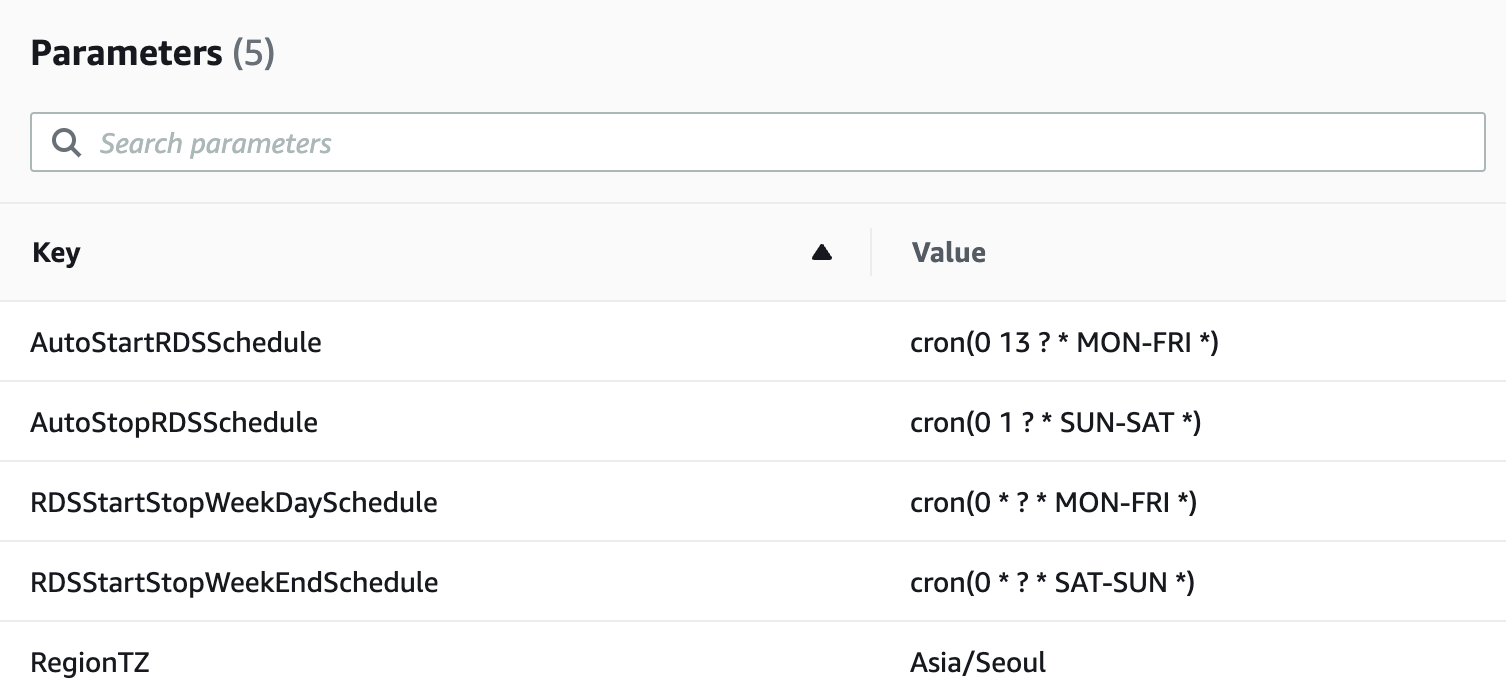 Parameters (5)
Search parameters
Key Value
AutoStartRDSSchedule cron(0 13 ? * MON-FRI *)
AutoStopRDSSchedule cron(0 1 ? * SUN-SAT *)
RDSStartStopWeekDaySchedule cron(0 * ? * MON-FRI *)
RDSStartStopWeekEndSchedule cron(0 * ? * SAT-SUN *)
RegionTZ Asia/Seoul